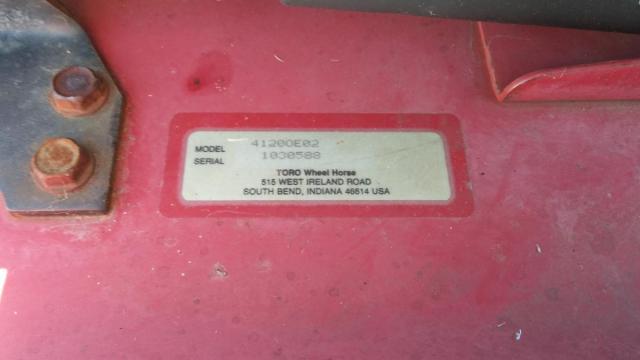 MODEL 41200E02
SERIAL 1030588
TORO Wheel Horse
515 WEST IRELAND ROAD
SOUTH BEND, INDIANA 46614 USA